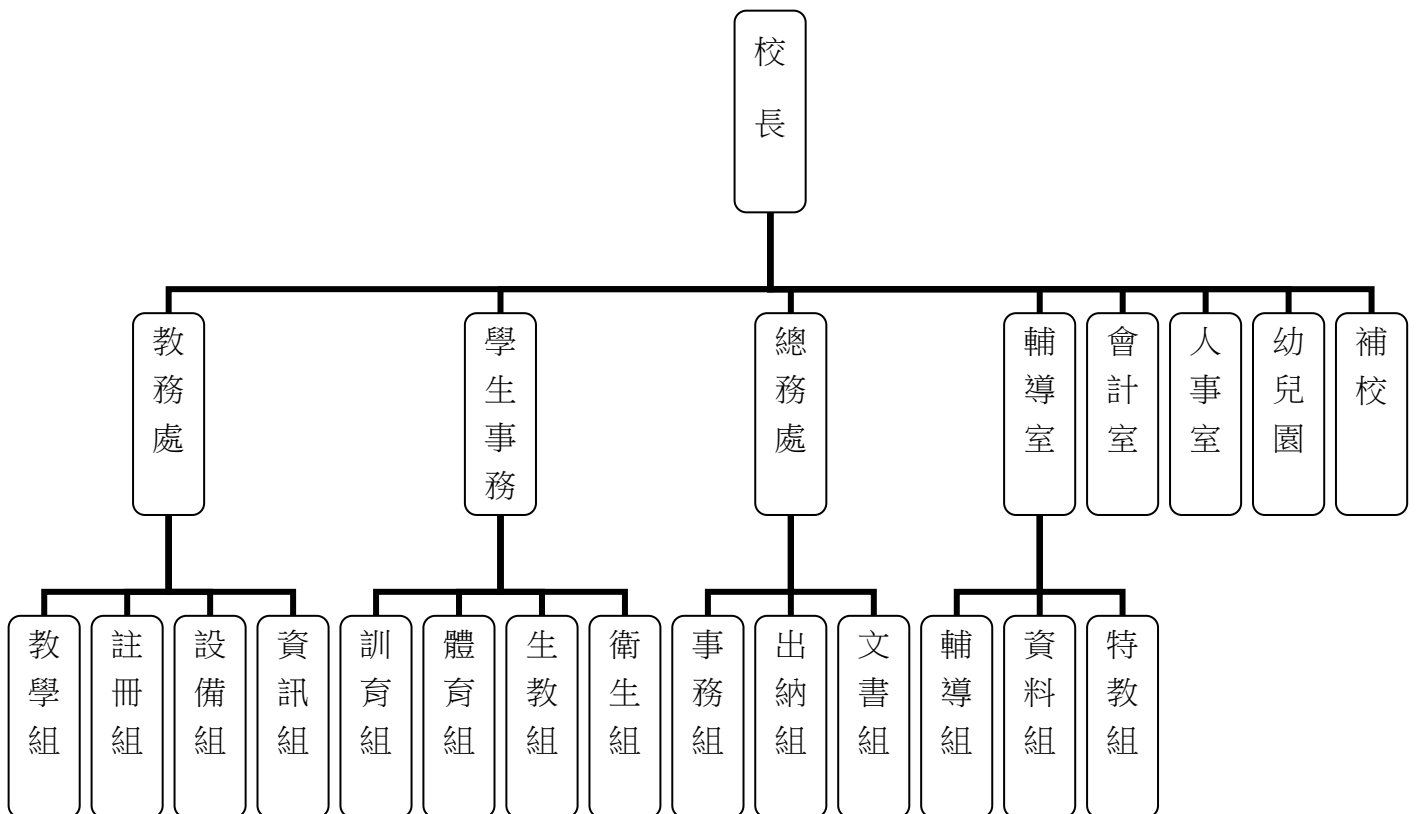 校長
教務處
學生事務
總務處
輔導室
會計室
人事室
幼兒園
補校
教學組
註冊組
設備組
資訊組
訓育組
體育組
生教組
衛生組
事務組
出納組
文書組
輔導組
資料組
特教組